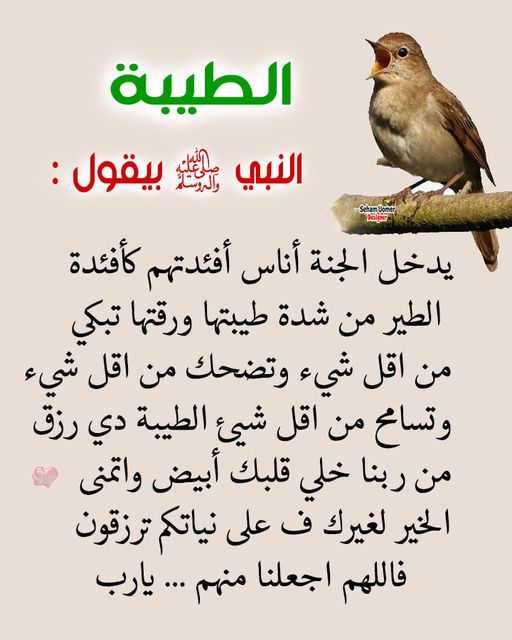 الطيبة
النبي ﷺ بيقول :
Seham Uomer
Designer
يدخل الجنة أناس أفئدتهم كأفئدة
الطير من شدة طيبتها ورقتها تبكي
من اقل شيء وتضحك من اقل شيء
وتسامح من اقل شيئ الطيبة دي رزق
من ربنا خلي قلبك أبيض واتمنى
الخير لغيرك ف على نياتكم ترزقون
فاللهم اجعلنا منهم ... يارب